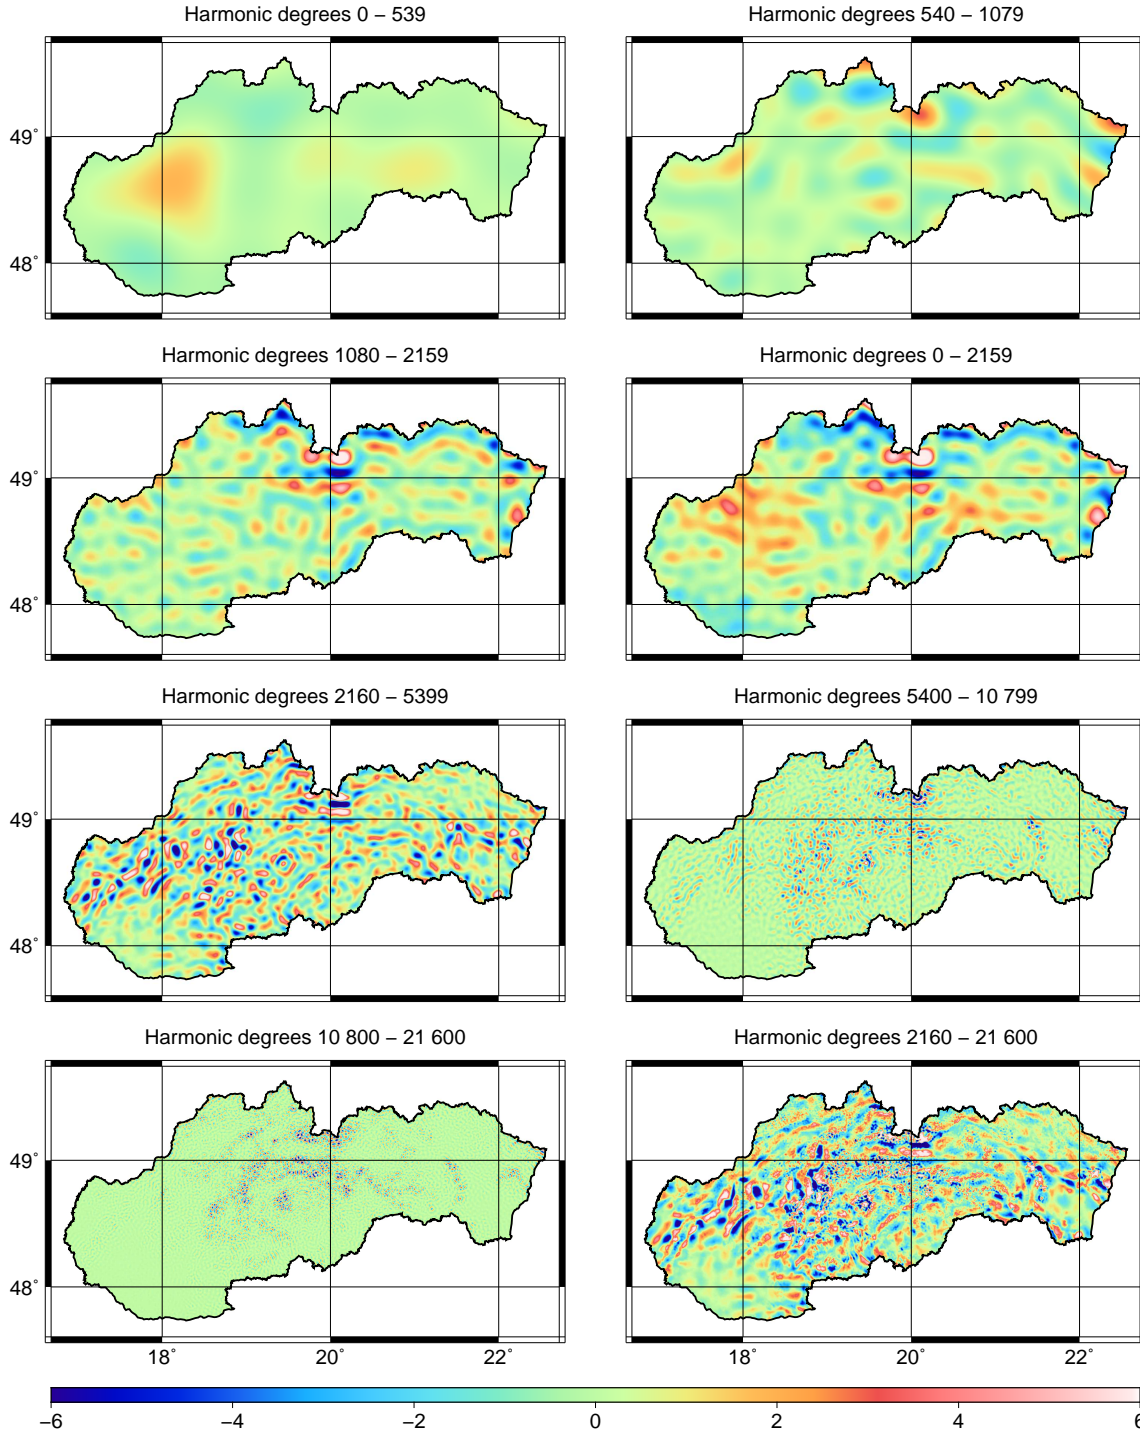 Harmonic degrees 0 – 539
Harmonic degrees 540 – 1079
49°
48°
Harmonic degrees 1080 – 2159
Harmonic degrees 0 – 2159
49°
48°
Harmonic degrees 2160 – 5399
Harmonic degrees 5400 – 10 799
49°
48°
Harmonic degrees 10 800 – 21 600
Harmonic degrees 2160 – 21 600
49°
48°
18° 20° 22° 18° 20° 22°
−6 −4 −2 0 2 4 6